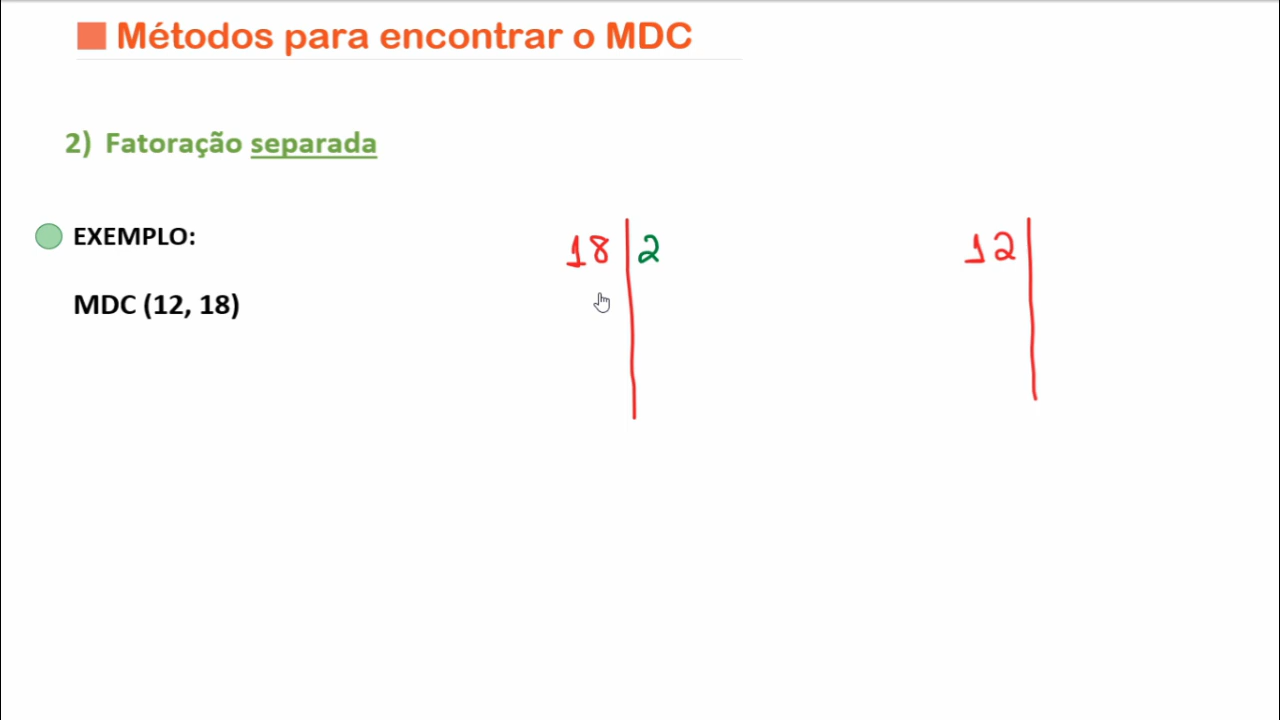 Métodos para encontrar o MDC
2) Fatoração separada
EXEMPLO:
MDC (12, 18)
18 2
12